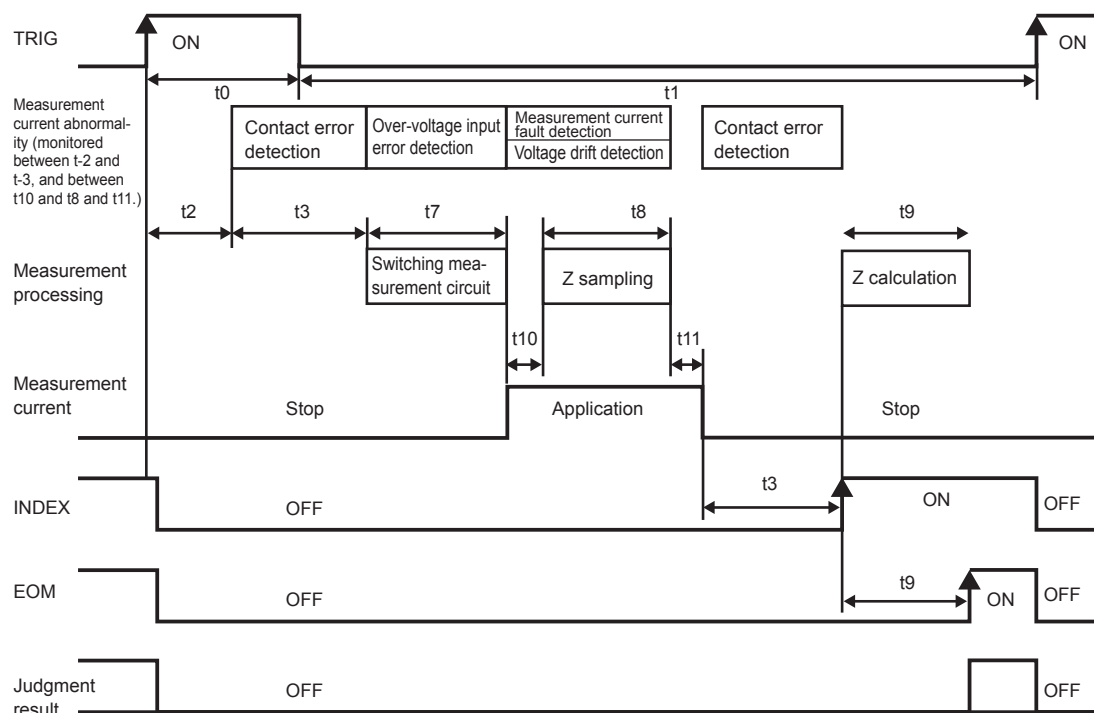 TRIG
ON
ON
t0
t1
Measurement
current abnormal-
ity (monitored
between t-2 and
t-3, and between
t10 and t8 and t11.)
Contact error
detection
Over-voltage input
error detection
Measurement current
fault detection
Voltage drift detection
Contact error
detection
t2
t3
t7
t8
t9
Measurement
processing
Switching mea-
surement circuit
Z sampling
Z calculation
t10
t11
Measurement
current
Stop
Application
Stop
t3
INDEX
OFF
ON
OFF
t9
EOM
OFF
ON
OFF
Judgment
result
OFF
OFF